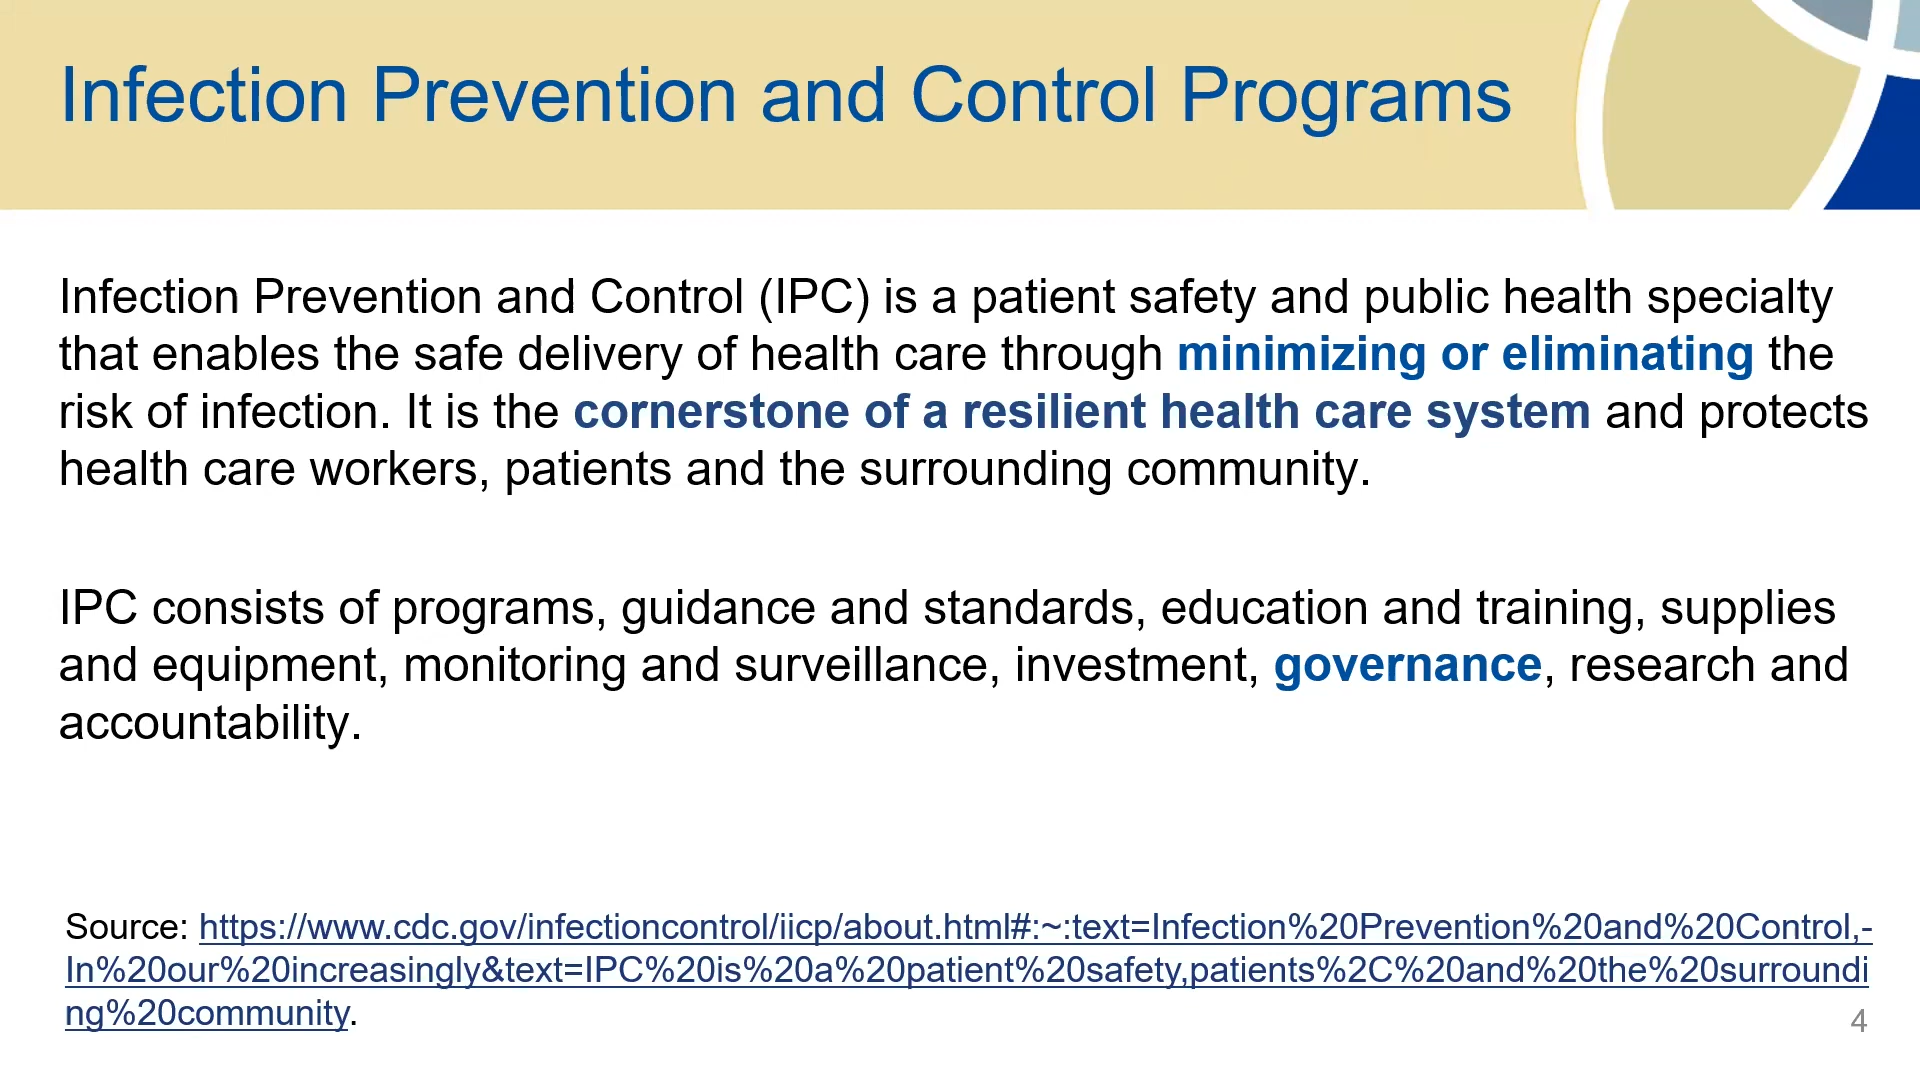 Infection Prevention and Control Programs
Infection Prevention and Control (IPC) is a patient safety and public health specialty
that enables the safe delivery of health care through minimizing or eliminating the
risk of infection. It is the cornerstone of a resilient health care system and protects
health care workers, patients and the surrounding community.
IPC consists of programs, guidance and standards, education and training, supplies
and equipment, monitoring and surveillance, investment, governance, research and
accountability.
Source: https://www.cdc.gov/infectioncontrol/iicp/about.html#:~:text=Infection%20Prevention%20and%20Control,-
In%20our%20increasingly&text=IPC%20is%20a%20patient%20safety,patients%2C%20and%20the%20surroundi
ng%20community.
4